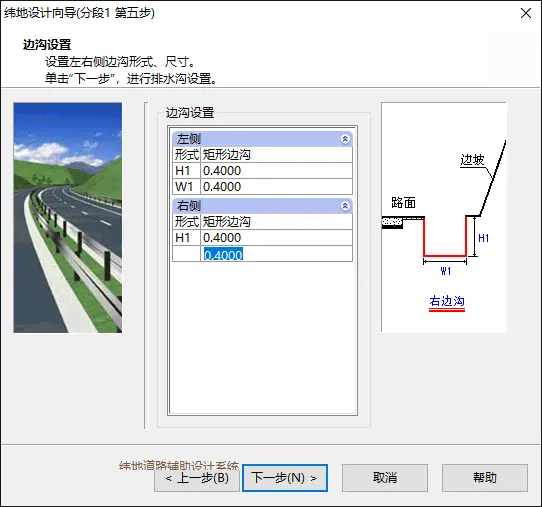 纬地设计向导(分段1 第五步)
边沟设置
设置左右侧边沟形式、尺寸。
单击“下一步”，进行排水沟设置。
边沟设置
左侧
形式 矩形边沟
H1 0.4000
W1 0.4000
右侧
形式 矩形边沟
H1 0.4000
0.4000
边坡
路面
H1
W1
右边沟
纬地道路辅助设计系统
< 上一步(B)
下一步(N) >
取消
帮助